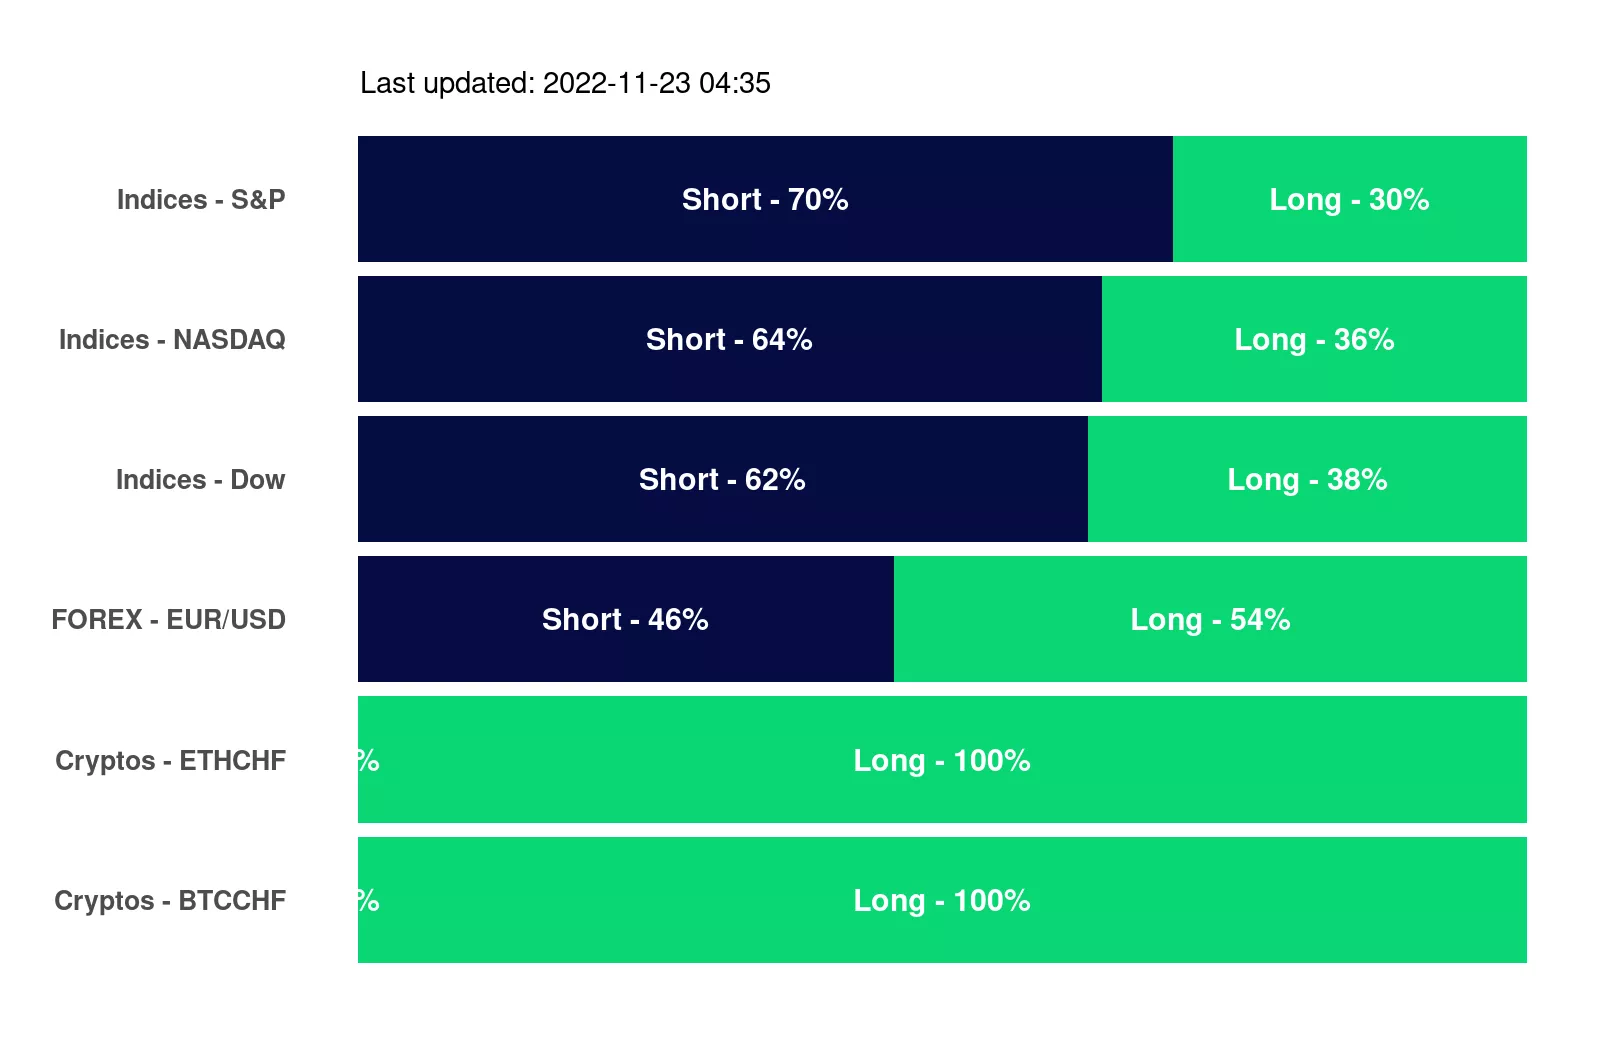 Last updated: 2022-11-23 04:35
Indices - S&P Short - 70% Long - 30%
Indices - NASDAQ Short - 64% Long - 36%
Indices - Dow Short - 62% Long - 38%
FOREX - EUR/USD Short - 46% Long - 54%
Cryptos - ETHCHF % Long - 100%
Cryptos - BTCCHF % Long - 100%